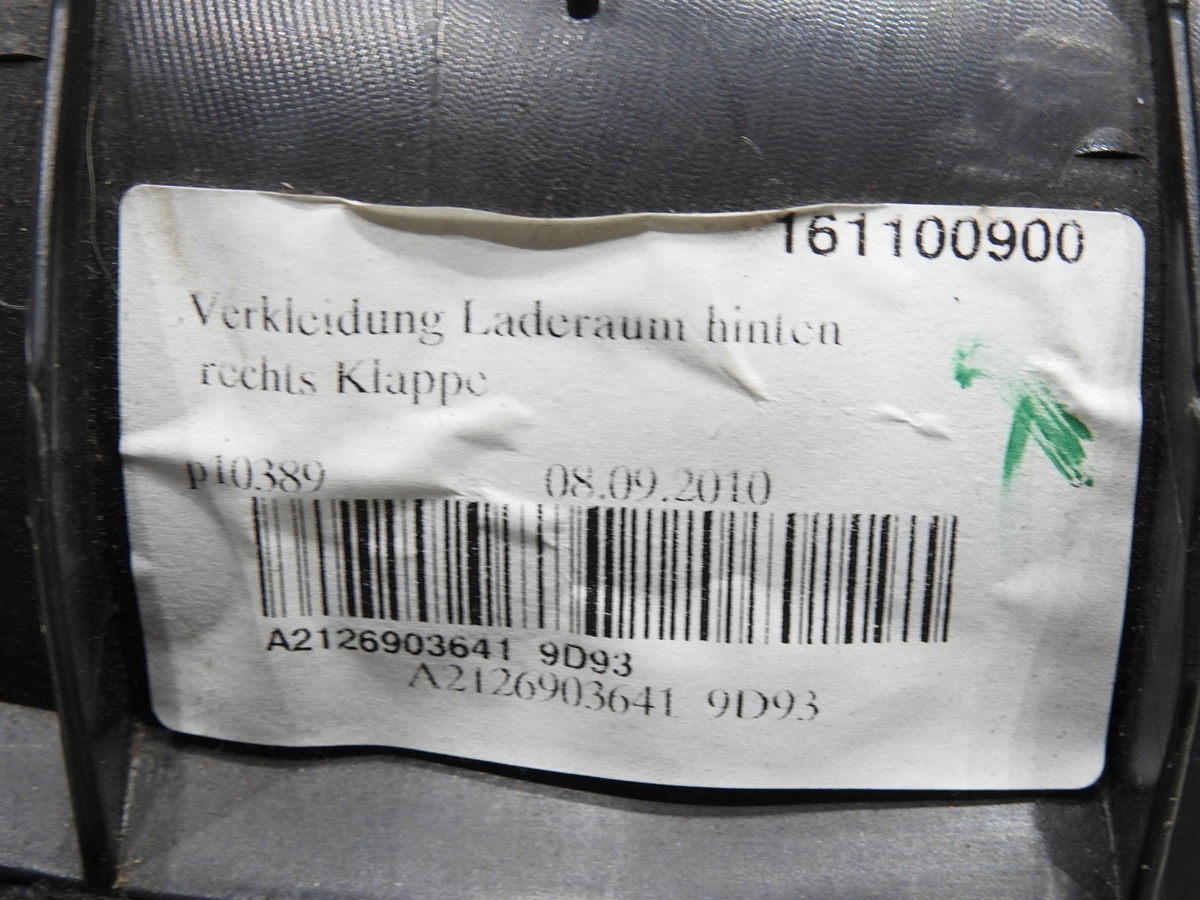 161100900
Verkleidung Laderaum hinten
rechts Klappe
p10389
08.09.2010
A2126903641 9D93
A2126903641 9D93